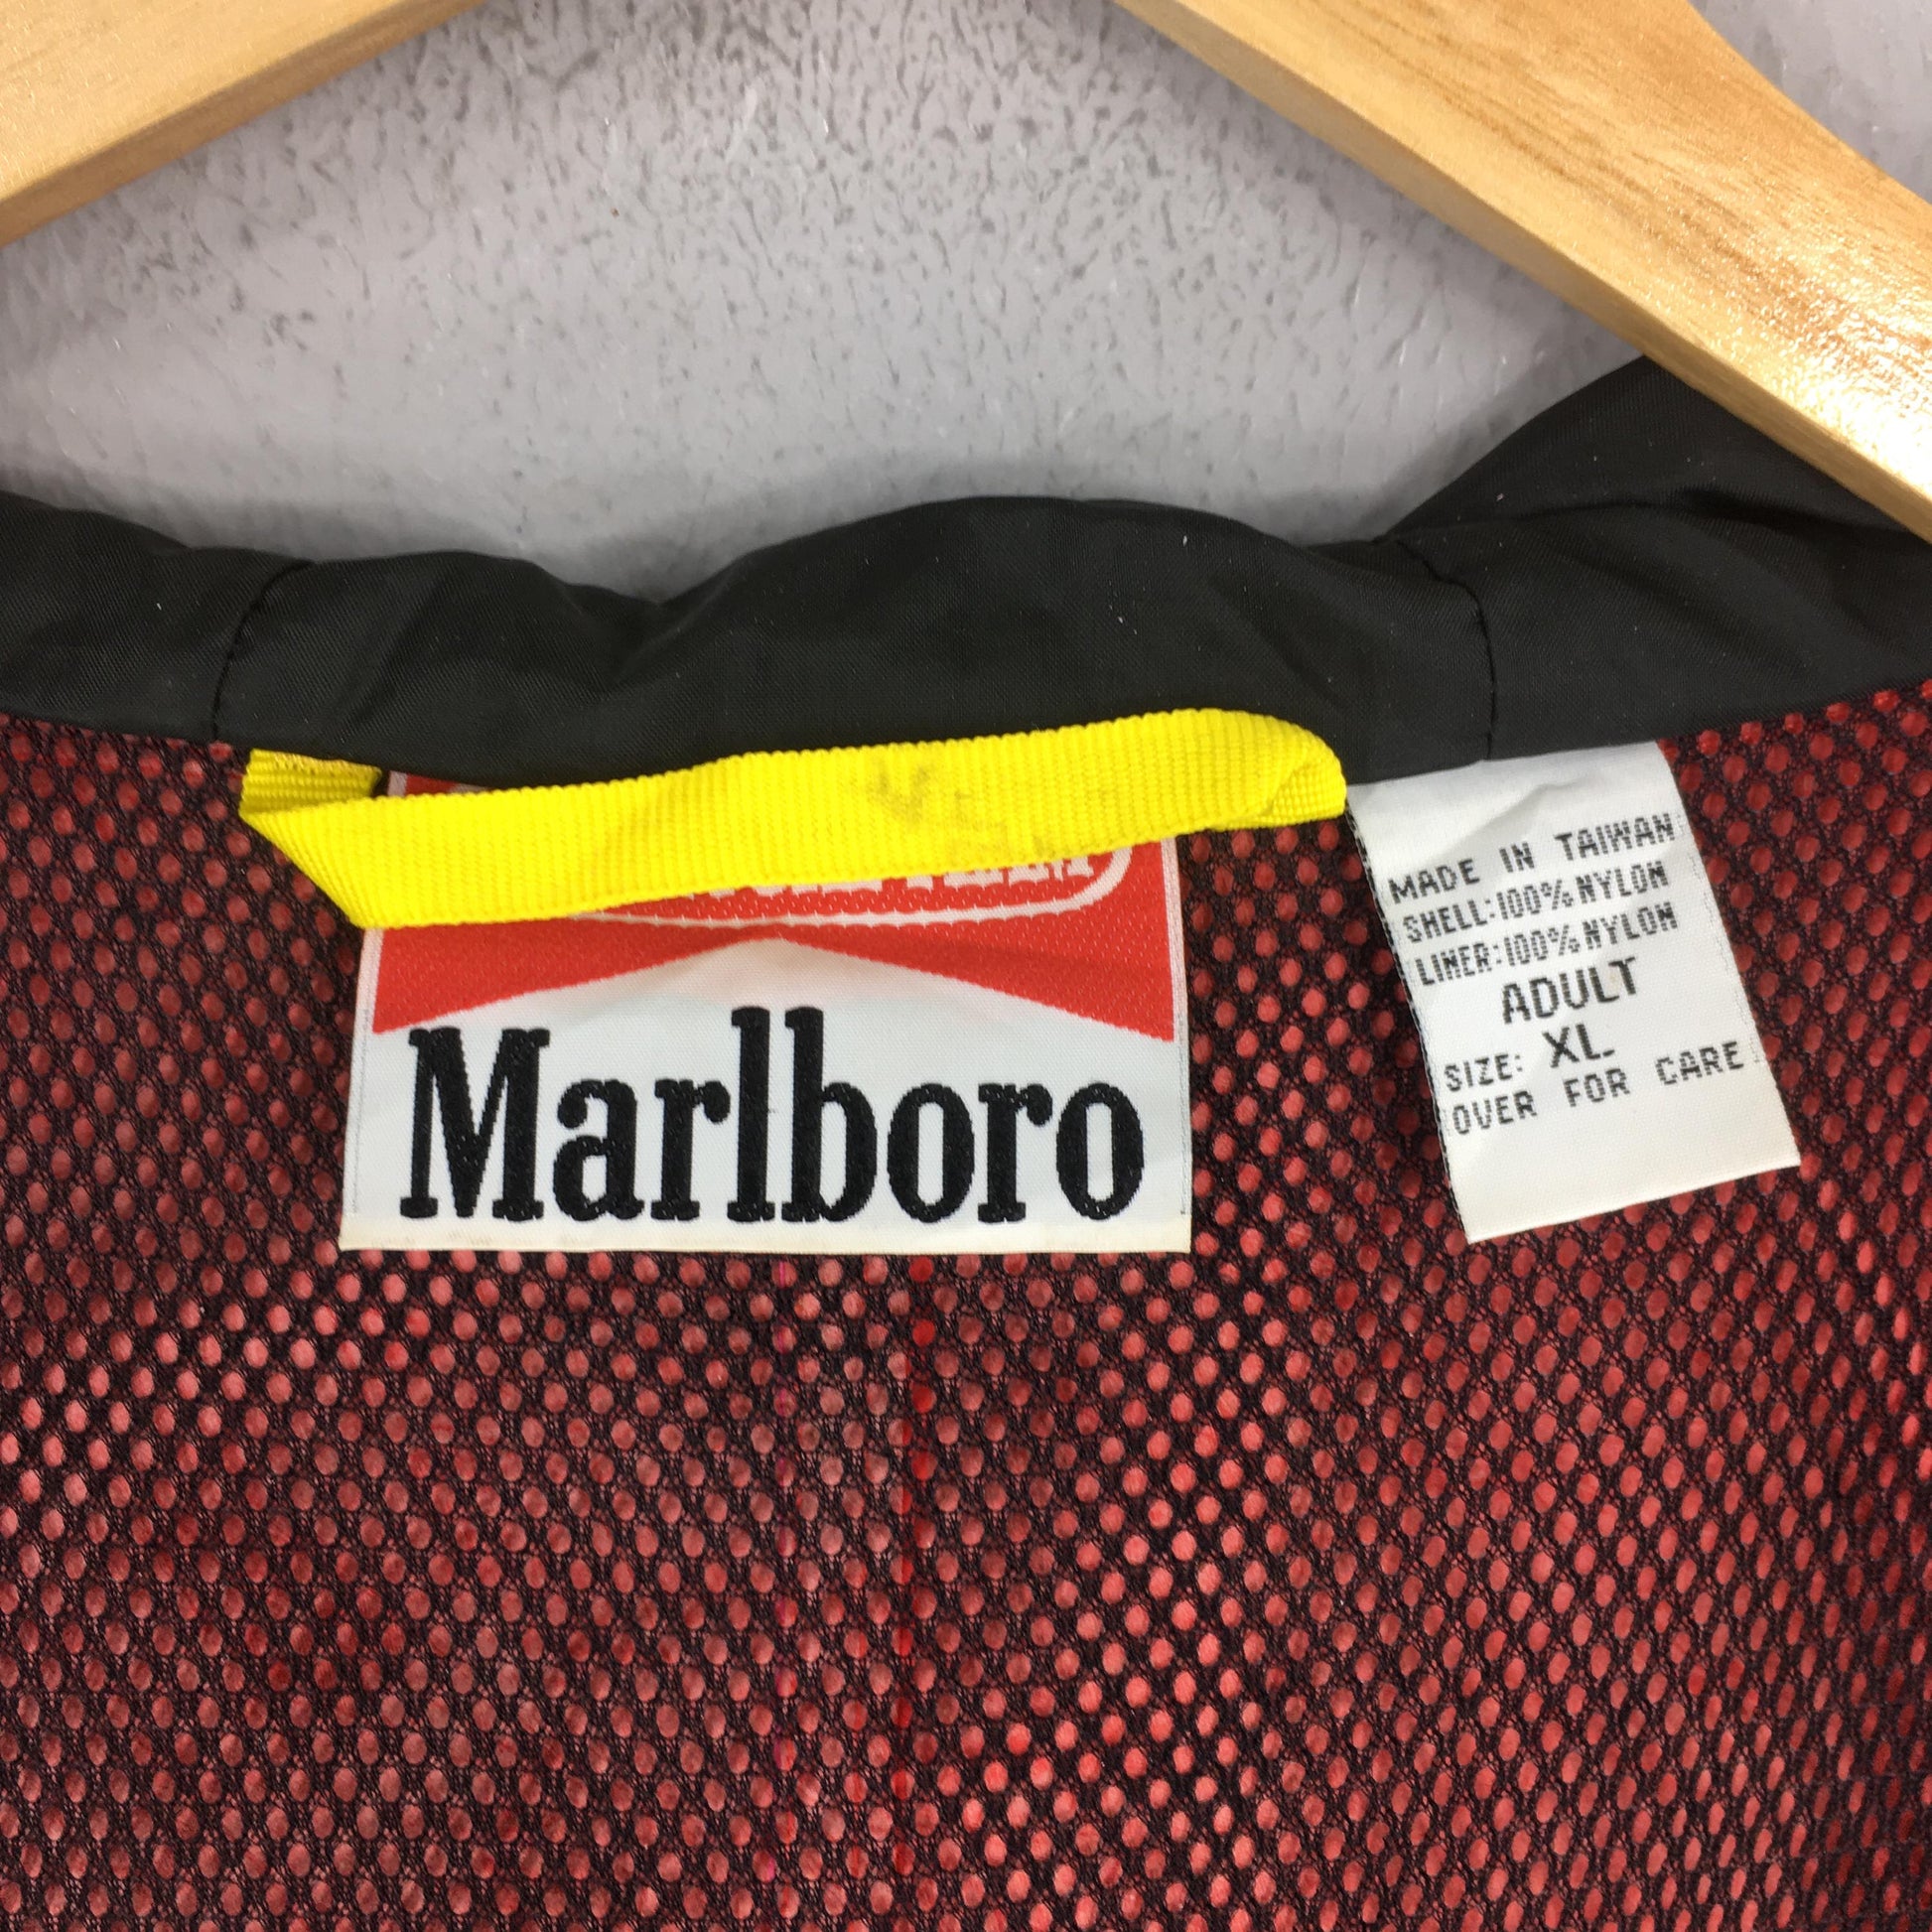 Marlboro
MADE IN TAIWAN
SHELL:100%NYLON
LINER:100%NYLON
ADULT
SIZE: XL
OVER FOR CARE